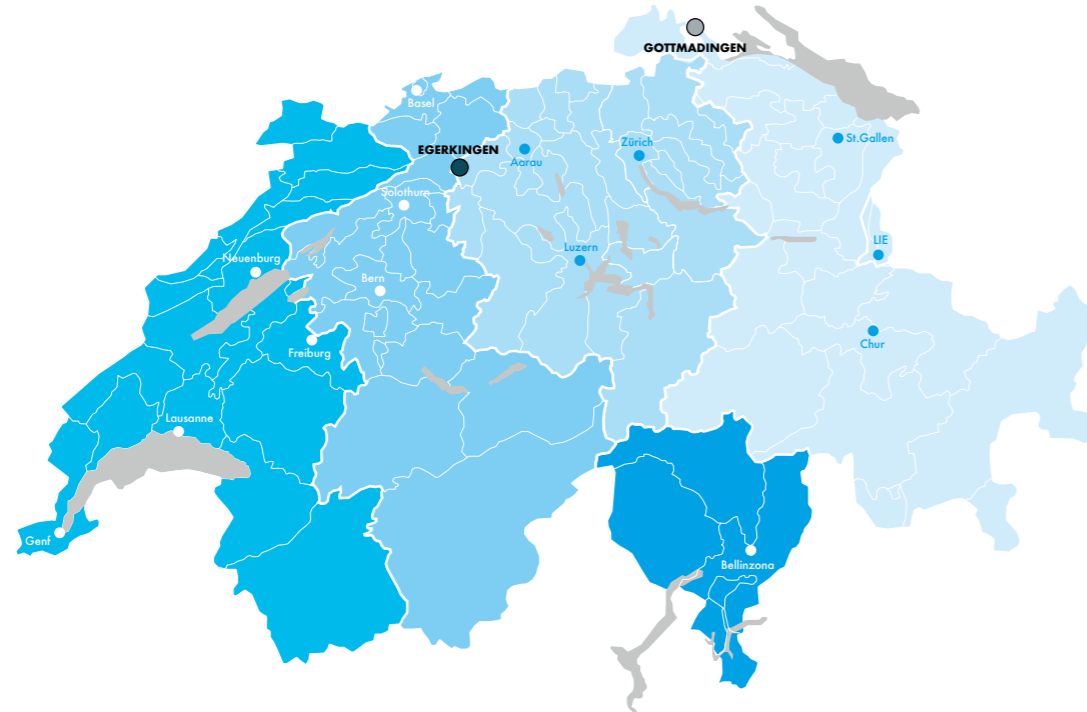 GOTTMADINGEN
Basel
St.Gallen
Zürich
EGERKINGEN
Aarau
Solothurn
LIE
Luzern
Neuenburg
Bern
Chur
Freiburg
Lausanne
Genf
Bellinzona